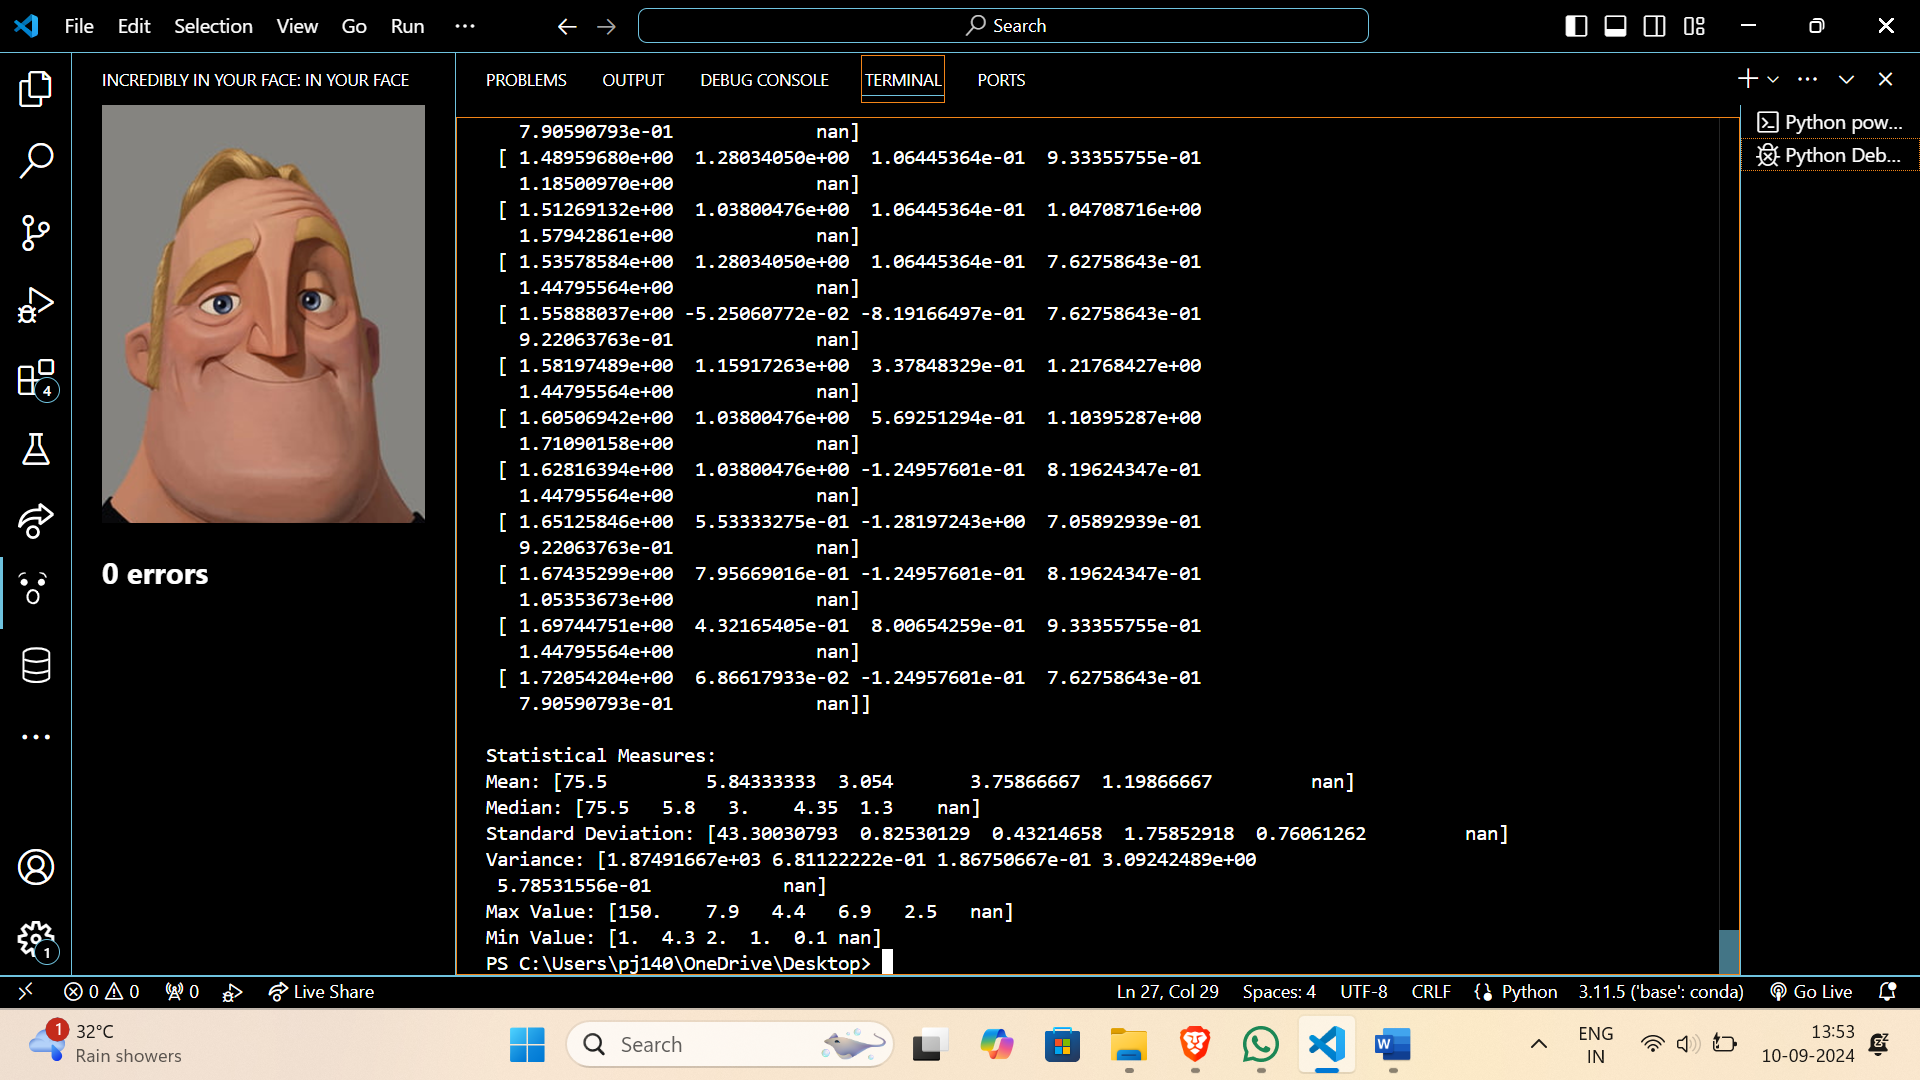 File Edit Selection View Go Run ···
Search
INCREDIBLY IN YOUR FACE: IN YOUR FACE
0 errors
4
1
PROBLEMS OUTPUT DEBUG CONSOLE TERMINAL PORTS
Python pow...
Python Deb...
7.90590793e-01 nan]
[ 1.48959680e+00 1.28034050e+00 1.06445364e-01 9.33355755e-01
1.18500970e+00 nan]
[ 1.51269132e+00 1.03800476e+00 1.06445364e-01 1.04708716e+00
1.57942861e+00 nan]
[ 1.53578584e+00 1.28034050e+00 1.06445364e-01 7.62758643e-01
1.44795564e+00 nan]
[ 1.55888037e+00 -5.25060772e-02 -8.19166497e-01 7.62758643e-01
9.22063763e-01 nan]
[ 1.58197489e+00 1.15917263e+00 3.37848329e-01 1.21768427e+00
1.44795564e+00 nan]
[ 1.60506942e+00 1.03800476e+00 5.69251294e-01 1.10395287e+00
1.71090158e+00 nan]
[ 1.62816394e+00 1.03800476e+00 -1.24957601e-01 8.19624347e-01
1.44795564e+00 nan]
[ 1.65125846e+00 5.53333275e-01 -1.28197243e+00 7.05892939e-01
9.22063763e-01 nan]
[ 1.67435299e+00 7.95669016e-01 -1.24957601e-01 8.19624347e-01
1.05353673e+00 nan]
[ 1.69744751e+00 4.32165405e-01 8.00654259e-01 9.33355755e-01
1.44795564e+00 nan]
[ 1.72054204e+00 6.86617933e-02 -1.24957601e-01 7.62758643e-01
7.90590793e-01 nan]]
Statistical Measures:
Mean: [75.5 5.84333333 3.054 3.75866667 1.19866667 nan]
Median: [75.5 5.8 3. 4.35 1.3 nan]
Standard Deviation: [43.30030793 0.82530129 0.43214658 1.75852918 0.76061262 nan]
Variance: [1.87491667e+03 6.81122222e-01 1.86750667e-01 3.09242489e+00
5.78531556e-01 nan]
Max Value: [150. 7.9 4.4 6.9 2.5 nan]
Min Value: [1. 4.3 2. 1. 0.1 nan]
PS C:\Users\pj140\OneDrive\Desktop>
0 0 0 Live Share Ln 27, Col 29 Spaces: 4 UTF-8 CRLF Python 3.11.5 ('base': conda) Go Live
1 32°C
Rain showers
Search
W
ENG
IN
13:53
10-09-2024